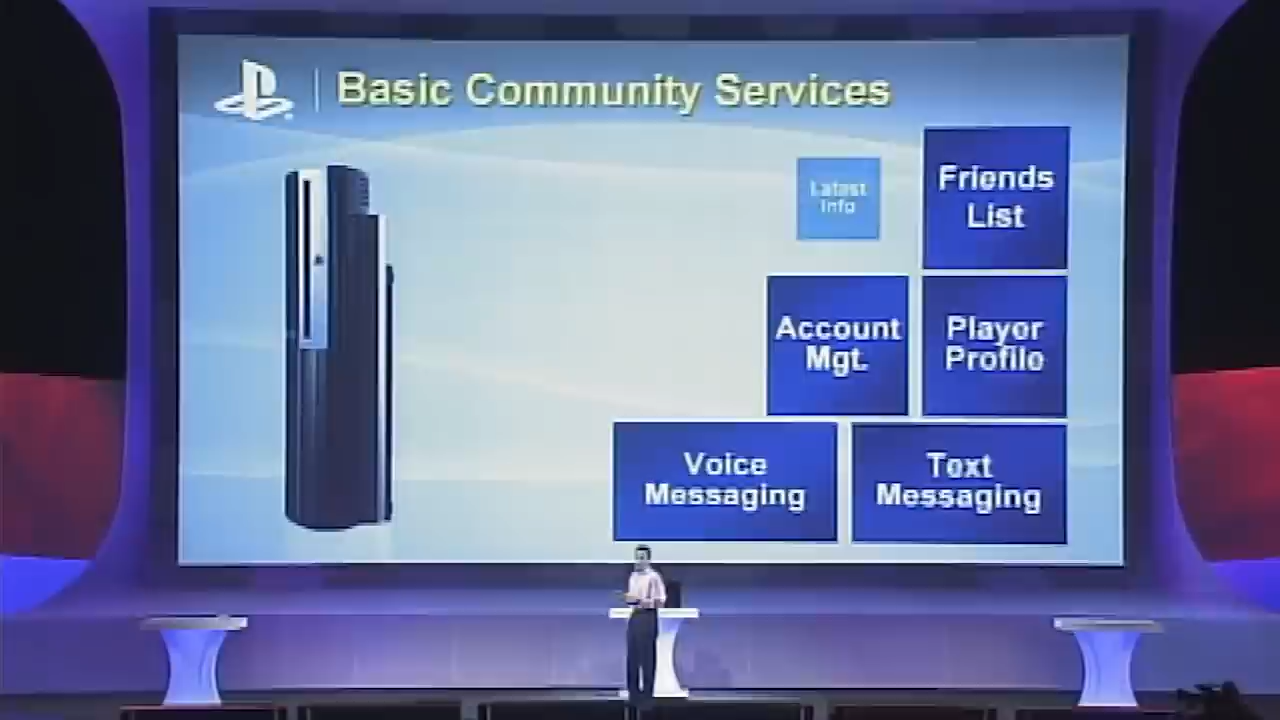 Basic Community Services
Latest
Info
Friends
List
Account
Mgt.
Player
Profile
Voice
Messaging
Text
Messaging